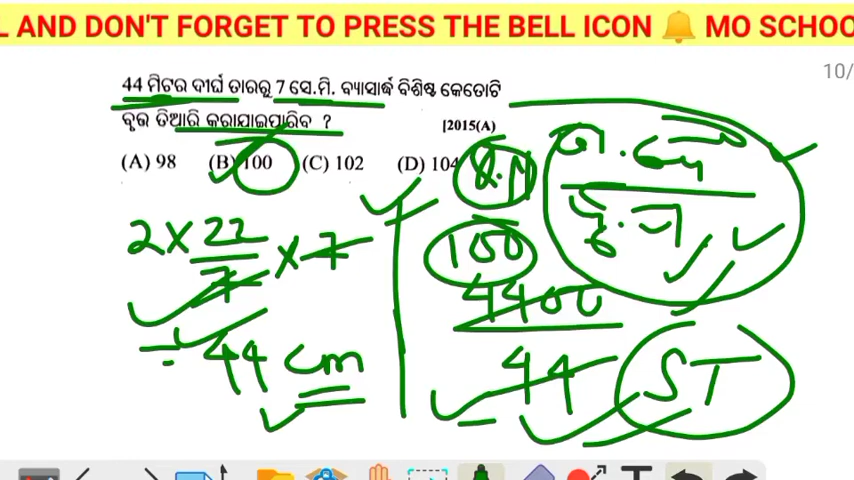 L AND DON'T FORGET TO PRESS THE BELL ICON 🔔 MO SCHOO
10/
44 ମିଟର ଦୀର୍ଘ ତାରରୁ 7 ସେ.ମି. ବ୍ୟାସାର୍ଦ୍ଧ ବିଶିଷ୍ଟ କେତୋଟି
ବୃତ୍ତ ତିଆରି କରାଯାଇପାରିବ ?
[2015(A)
(A) 98 (B) 100 (C) 102 (D) 104
2 × 22/7 × 7
= 44 cm
100
4400
44
ST